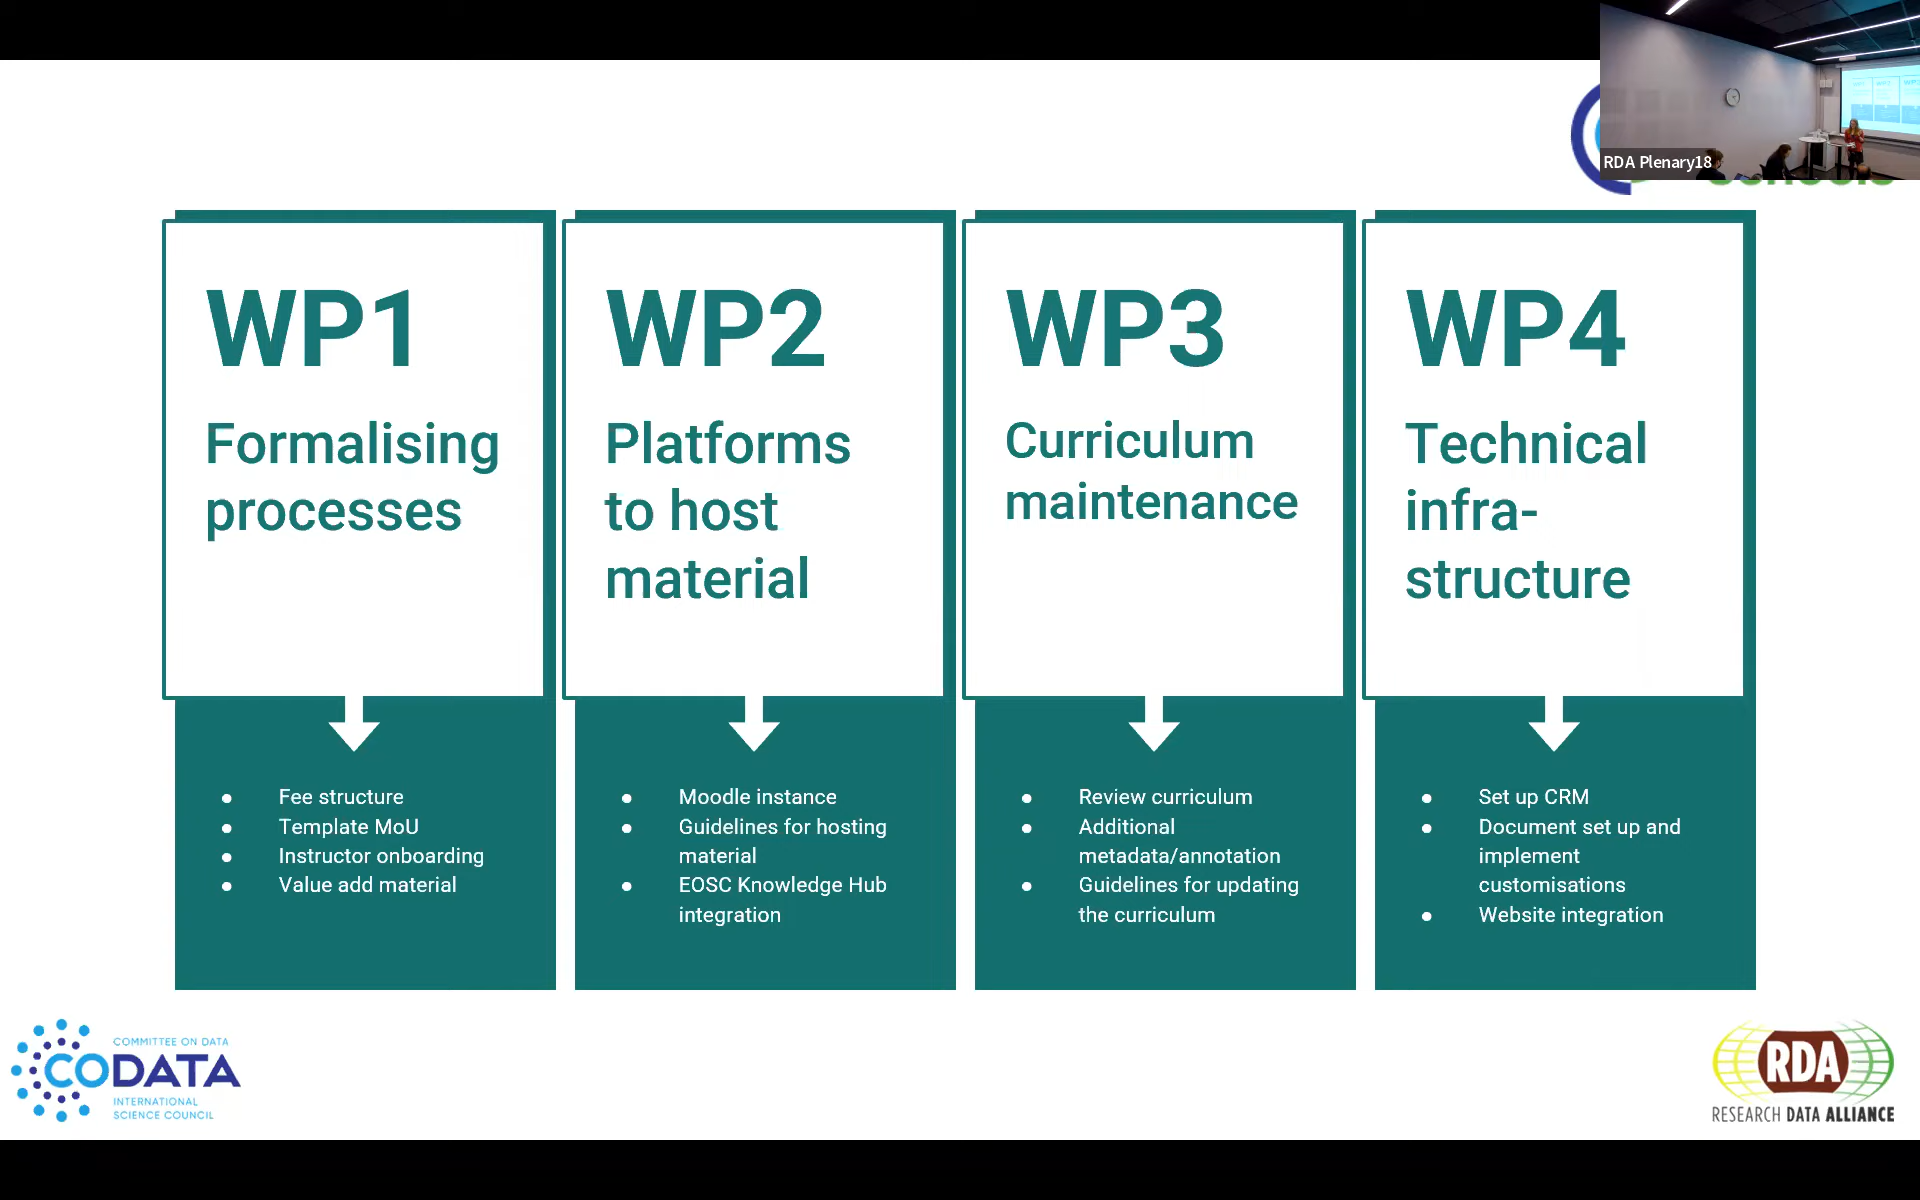 RDA Plenary18
WP1
Formalising
processes
Fee structure
Template MoU
Instructor onboarding
Value add material
WP2
Platforms
to host
material
Moodle instance
Guidelines for hosting
material
EOSC Knowledge Hub
integration
WP3
Curriculum
maintenance
Review curriculum
Additional
metadata/annotation
Guidelines for updating
the curriculum
WP4
Technical
infra-
structure
Set up CRM
Document set up and
implement
customisations
Website integration
COMMITTEE ON DATA
CODATA
INTERNATIONAL
SCIENCE COUNCIL
RDA
RESEARCH DATA ALLIANCE